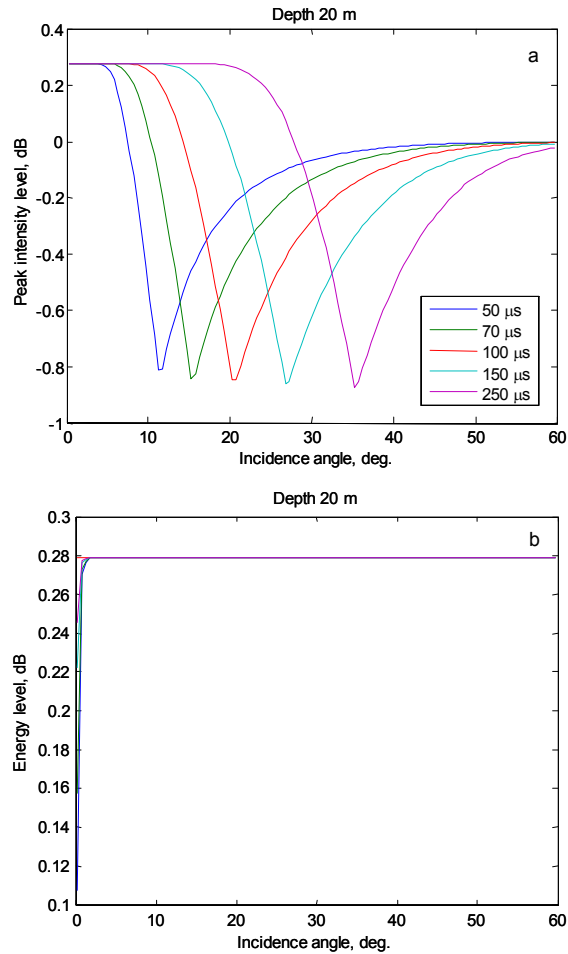 Depth 20 m
a
0.4
0.2
0
-0.2
-0.4
-0.6
-0.8
-1
Peak intensity level, dB
50 μs
70 μs
100 μs
150 μs
250 μs
0 10 20 30 40 50 60
Incidence angle, deg.
Depth 20 m
b
0.3
0.28
0.26
0.24
0.22
0.2
0.18
0.16
0.14
0.12
0.1
Energy level, dB
0 10 20 30 40 50 60
Incidence angle, deg.